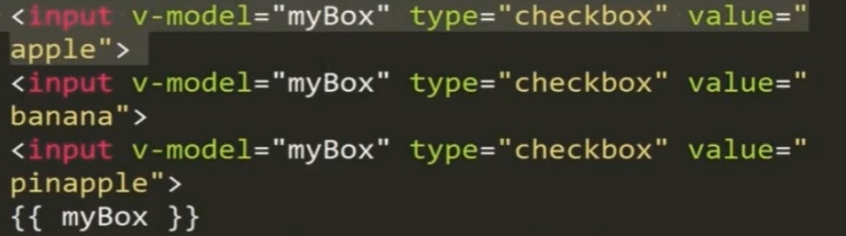 <input v-model="myBox" type="checkbox" value="
apple">
<input v-model="myBox" type="checkbox" value="
banana">
<input v-model="myBox" type="checkbox" value="
pinapple">
{{ myBox }}